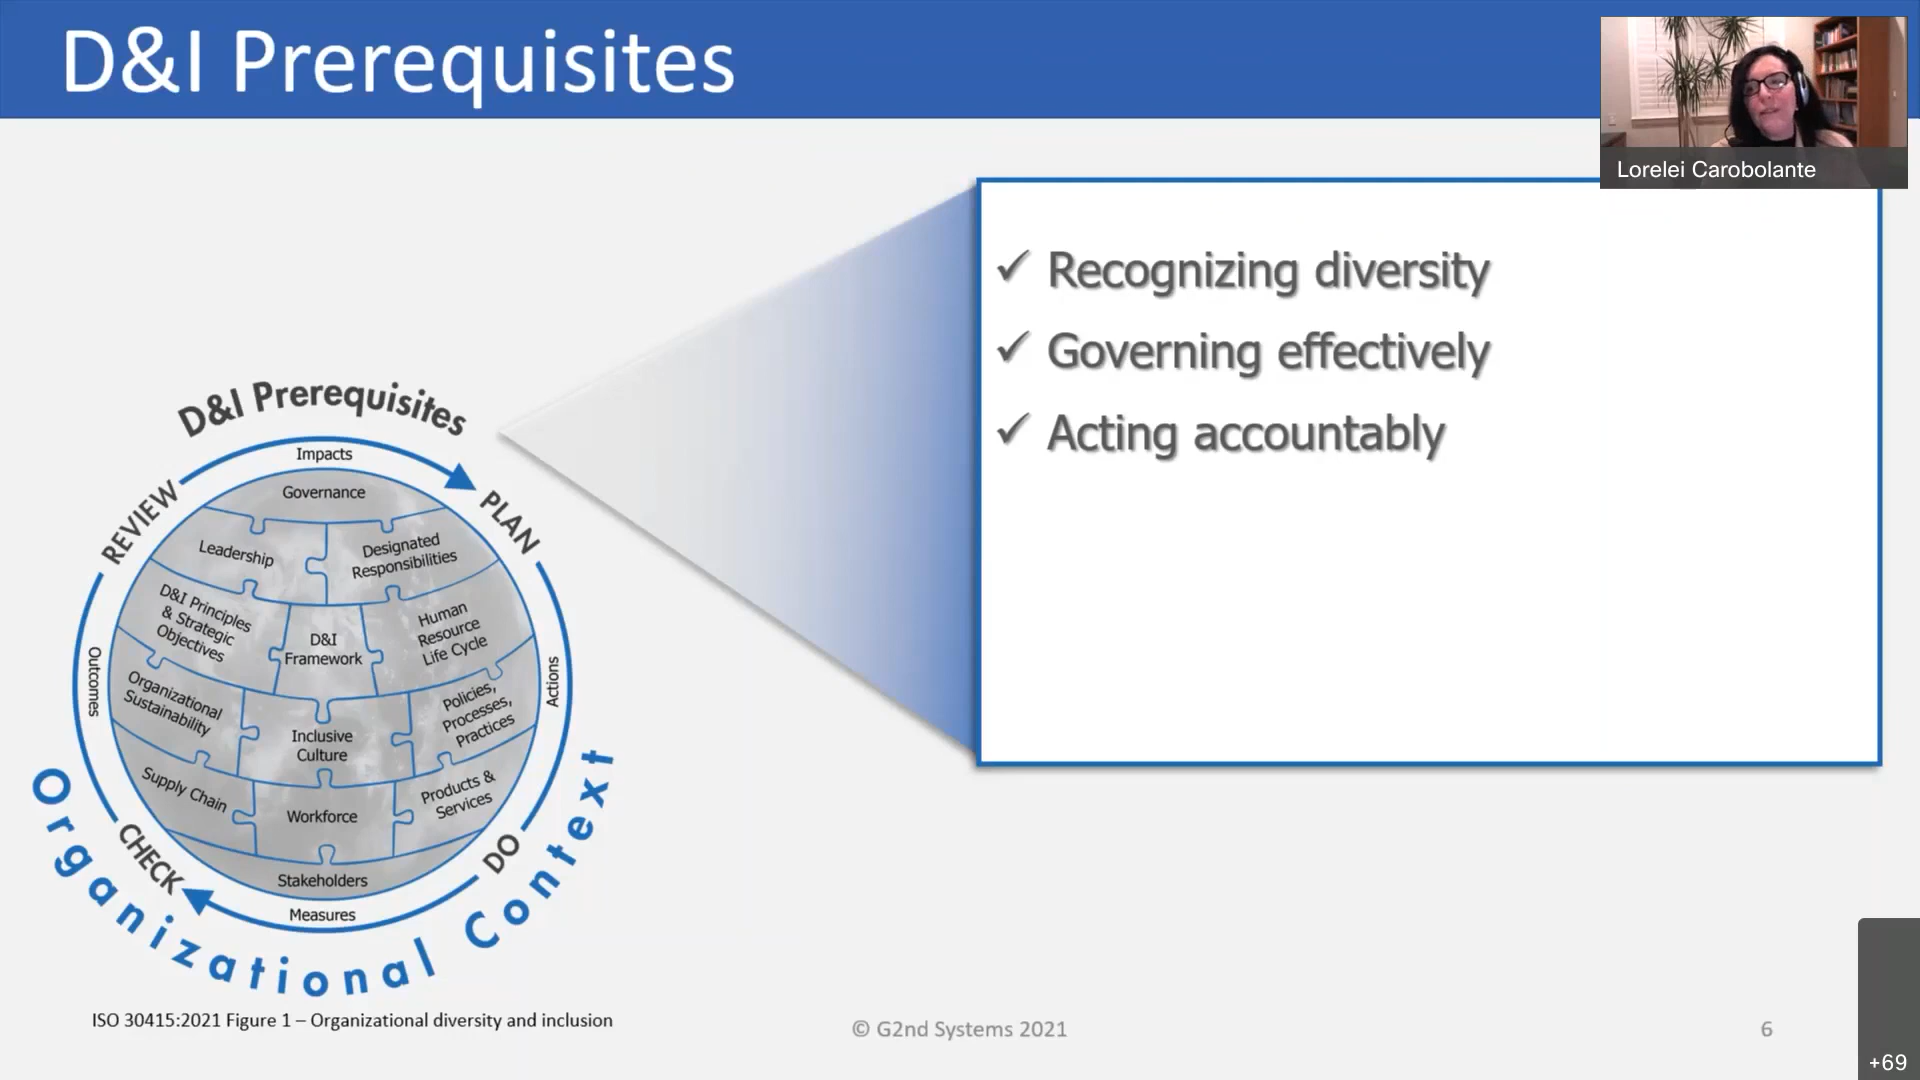 D&I Prerequisites
Lorelei Carobolante
✓ Recognizing diversity
✓ Governing effectively
✓ Acting accountably
D&I Prerequisites
Impacts
REVIEW
PLAN
Governance
Leadership
Designated
Responsibilities
D&I Principles
& Strategic
Objectives
D&I
Framework
Human
Resource
Life Cycle
Outcomes
Actions
Organizational
Sustainability
Inclusive
Culture
Policies,
Processes,
Practices
Supply Chain
Workforce
Products &
Services
CHECK
DO
Stakeholders
Measures
Organizational Context
ISO 30415:2021 Figure 1 – Organizational diversity and inclusion
© G2nd Systems 2021
6
+69